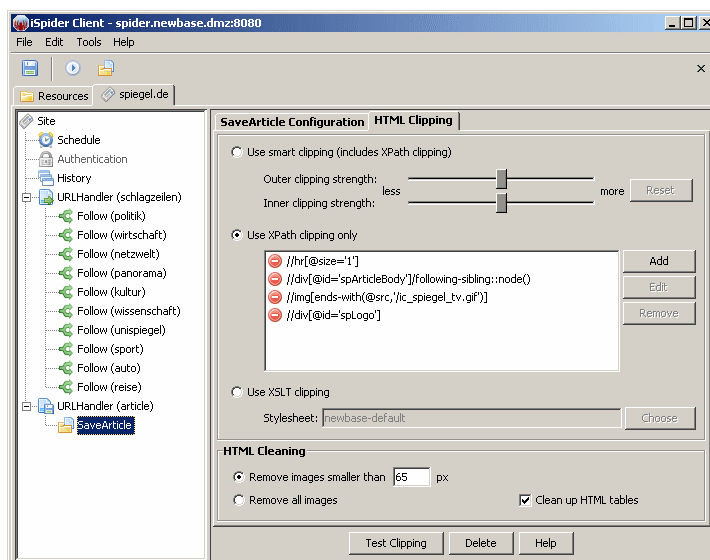 iSpider Client - spider.newbase.dmz:8080
File Edit Tools Help
Resources spiegel.de
Site
Schedule
Authentication
History
URLHandler (schlagzeilen)
Follow (politik)
Follow (wirtschaft)
Follow (netzwelt)
Follow (panorama)
Follow (kultur)
Follow (wissenschaft)
Follow (unispiegel)
Follow (sport)
Follow (auto)
Follow (reise)
URLHandler (article)
SaveArticle
SaveArticle Configuration HTML Clipping
Use smart clipping (includes XPath clipping)
Outer clipping strength:
less more Reset
Inner clipping strength:
Use XPath clipping only
//hr[@size='1']
//div[@id='spArticleBody']/following-sibling::node()
//img[ends-with(@src,'/ic_spiegel_tv.gif')]
//div[@id='spLogo']
Add
Edit
Remove
Use XSLT clipping
Stylesheet: newbase-default Choose
HTML Cleaning
Remove images smaller than 65 px
Remove all images Clean up HTML tables
Test Clipping Delete Help